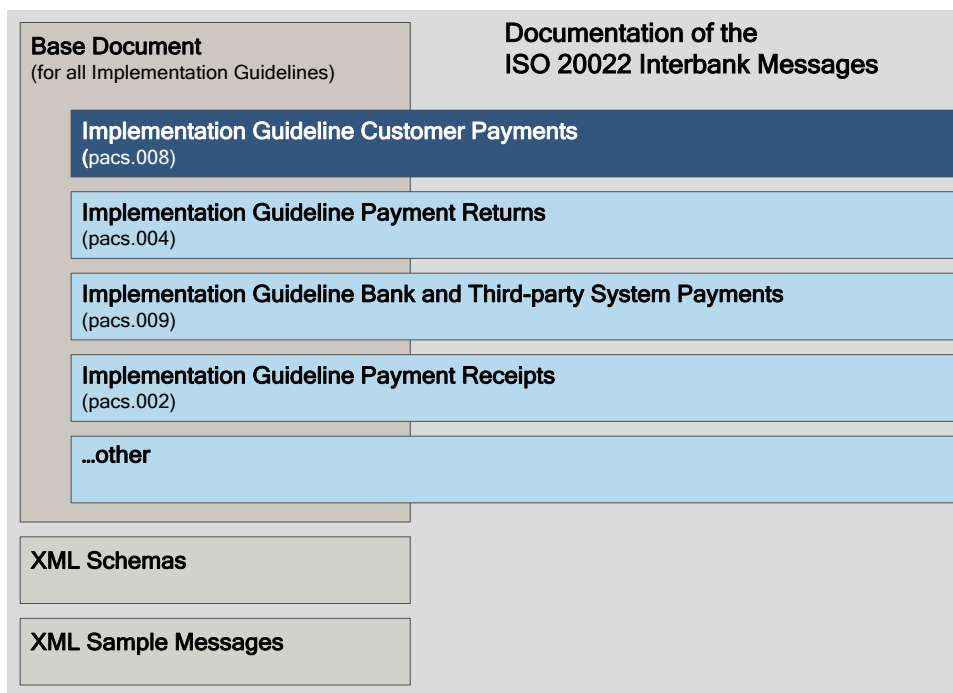 Base Document
(for all Implementation Guidelines)
Documentation of the
ISO 20022 Interbank Messages
Implementation Guideline Customer Payments
(pacs.008)
Implementation Guideline Payment Returns
(pacs.004)
Implementation Guideline Bank and Third-party System Payments
(pacs.009)
Implementation Guideline Payment Receipts
(pacs.002)
...other
XML Schemas
XML Sample Messages